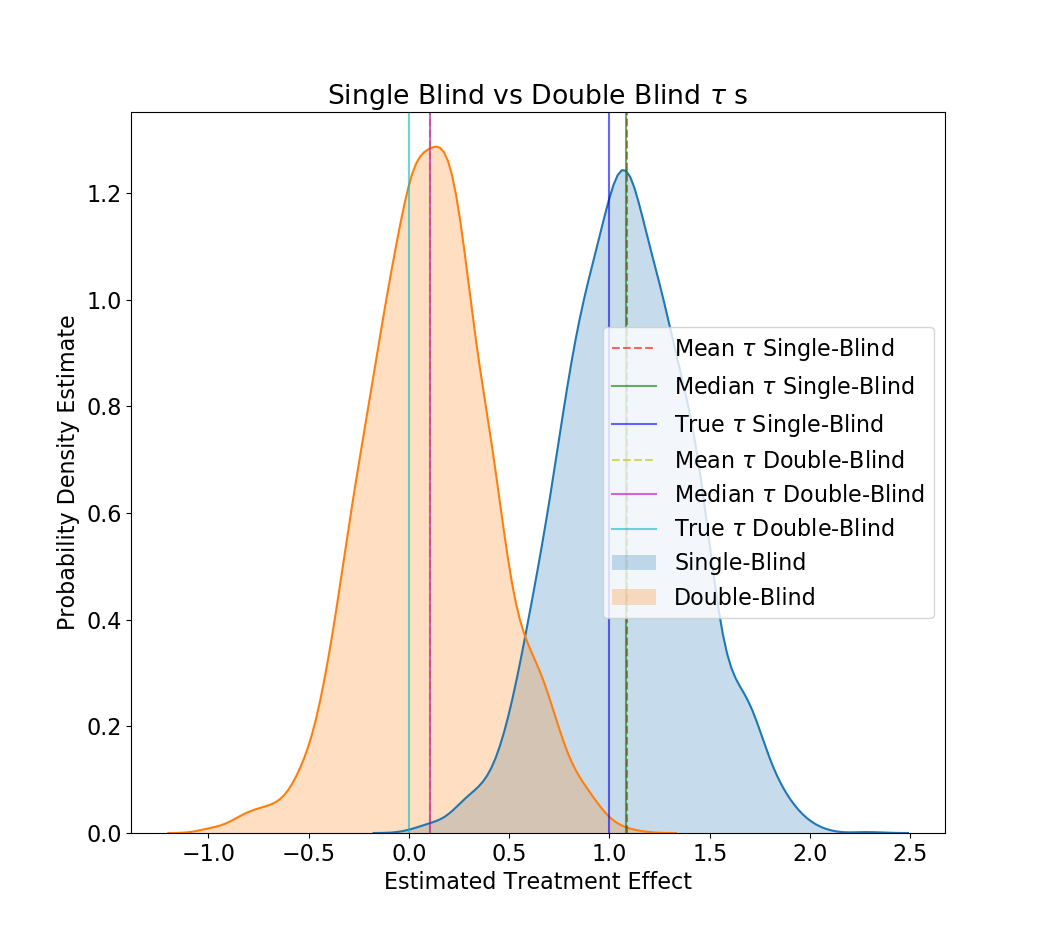 Single Blind vs Double Blind τ s
Probability Density Estimate
1.2
1.0
0.8
0.6
0.4
0.2
0.0
Mean τ Single-Blind
Median τ Single-Blind
True τ Single-Blind
Mean τ Double-Blind
Median τ Double-Blind
True τ Double-Blind
Single-Blind
Double-Blind
−1.0 −0.5 0.0 0.5 1.0 1.5 2.0 2.5
Estimated Treatment Effect